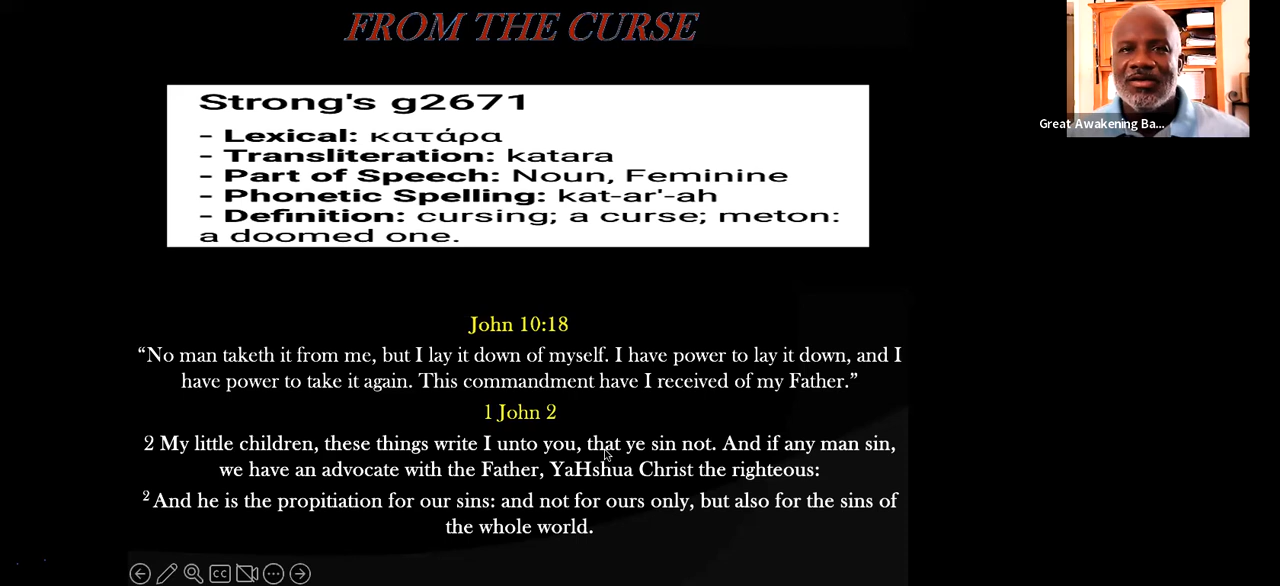 FROM THE CURSE
Strong's g2671
- Lexical: κατάρα
- Transliteration: katara
- Part of Speech: Noun, Feminine
- Phonetic Spelling: kat-ar'-ah
- Definition: cursing; a curse; meton:
a doomed one.
Great Awakening Ba...
John 10:18
“No man taketh it from me, but I lay it down of myself. I have power to lay it down, and I
have power to take it again. This commandment have I received of my Father.”
1 John 2
2 My little children, these things write I unto you, that ye sin not. And if any man sin,
we have an advocate with the Father, YaHshua Christ the righteous:
2 And he is the propitiation for our sins: and not for ours only, but also for the sins of
the whole world.
CC